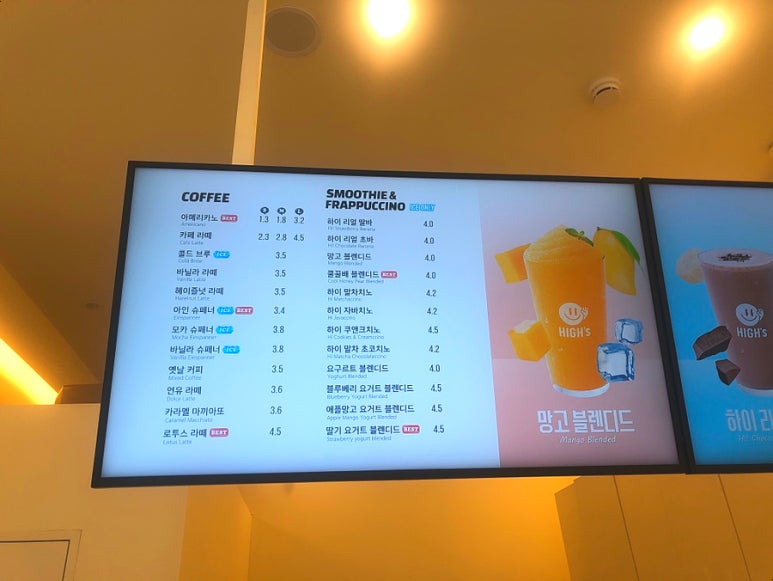 COFFEE
S M L
아메리카노 BEST 1.3 1.8 3.2
Americano
카페 라떼 2.3 2.8 4.5
Cafe Latte
콜드 브루 ICE 3.5
Cold Brew
바닐라 라떼 3.5
Vanilla Latte
헤이즐넛 라떼 3.5
Hazelnut Latte
아인 슈페너 ICE BEST 3.4
Einspanner
모카 슈페너 ICE 3.8
Mocha Einspanner
바닐라 슈페너 ICE 3.8
Vanilla Einspanner
옛날 커피 3.5
Mixed Coffee
연유 라떼 3.6
Dolce Latte
카라멜 마끼아또 3.6
Caramel Macchiato
로투스 라떼 BEST 4.5
Lotus Latte
SMOOTHIE &
FRAPPUCCINO ICE ONLY
하이 리얼 딸바 4.0
Hi Strawberry Banana
하이 리얼 초바 4.0
Hi Chocolate Banana
망고 블렌디드 4.0
Mango Blended
쿨꿀배 블렌디드 BEST 4.0
Cool Honey Pear Blended
하이 말차치노 4.2
Hi Matchaccino
하이 자바치노 4.2
Hi Javaccino
하이 쿠앤크치노 4.5
Hi Cookies & Creamccino
하이 말차 초코치노 4.2
Hi Matcha Chocolataccino
요구르트 블렌디드 4.0
Yoghurt Blended
블루베리 요거트 블렌디드 4.5
Blueberry Yogurt Blended
애플망고 요거트 블렌디드 4.5
Apple Mango Yogurt Blended
딸기 요거트 블렌디드 BEST 4.5
Strawberry yogurt blended
HIGH's
망고 블렌디드
Mango Blended
HIGH's
하이 리
Hi Choc